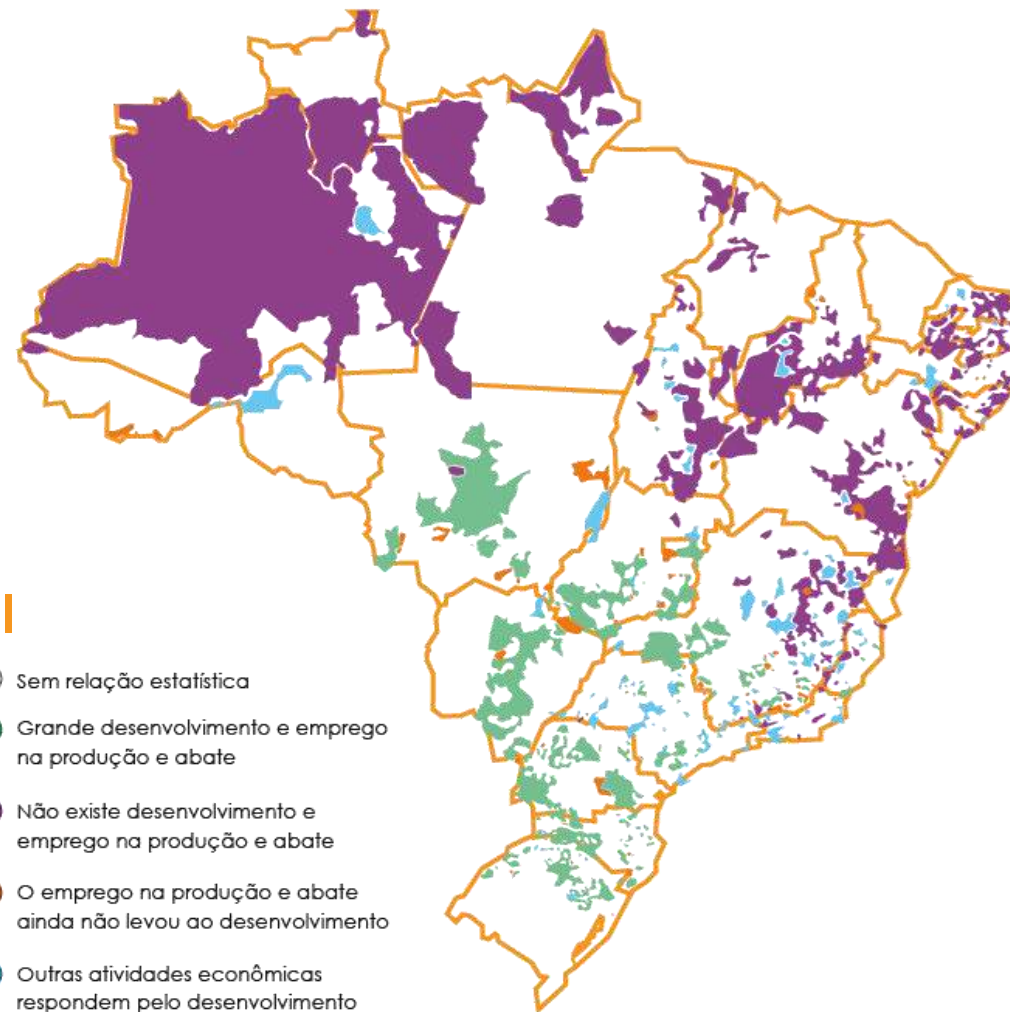 Sem relação estatística
Grande desenvolvimento e emprego
na produção e abate
Não existe desenvolvimento e
emprego na produção e abate
O emprego na produção e abate
ainda não levou ao desenvolvimento
Outras atividades econômicas
respondem pelo desenvolvimento